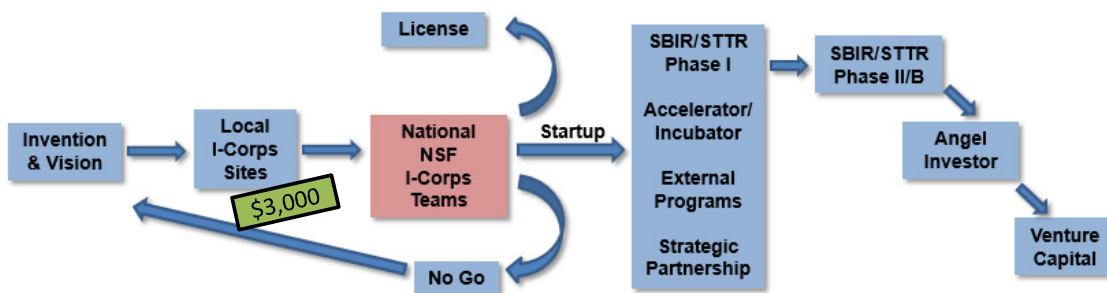 Invention
& Vision
Local
I-Corps
Sites
$3,000
National
NSF
I-Corps
Teams
License
No Go
Startup
SBIR/STTR
Phase I
Accelerator/
Incubator
External
Programs
Strategic
Partnership
SBIR/STTR
Phase II/B
Angel
Investor
Venture
Capital